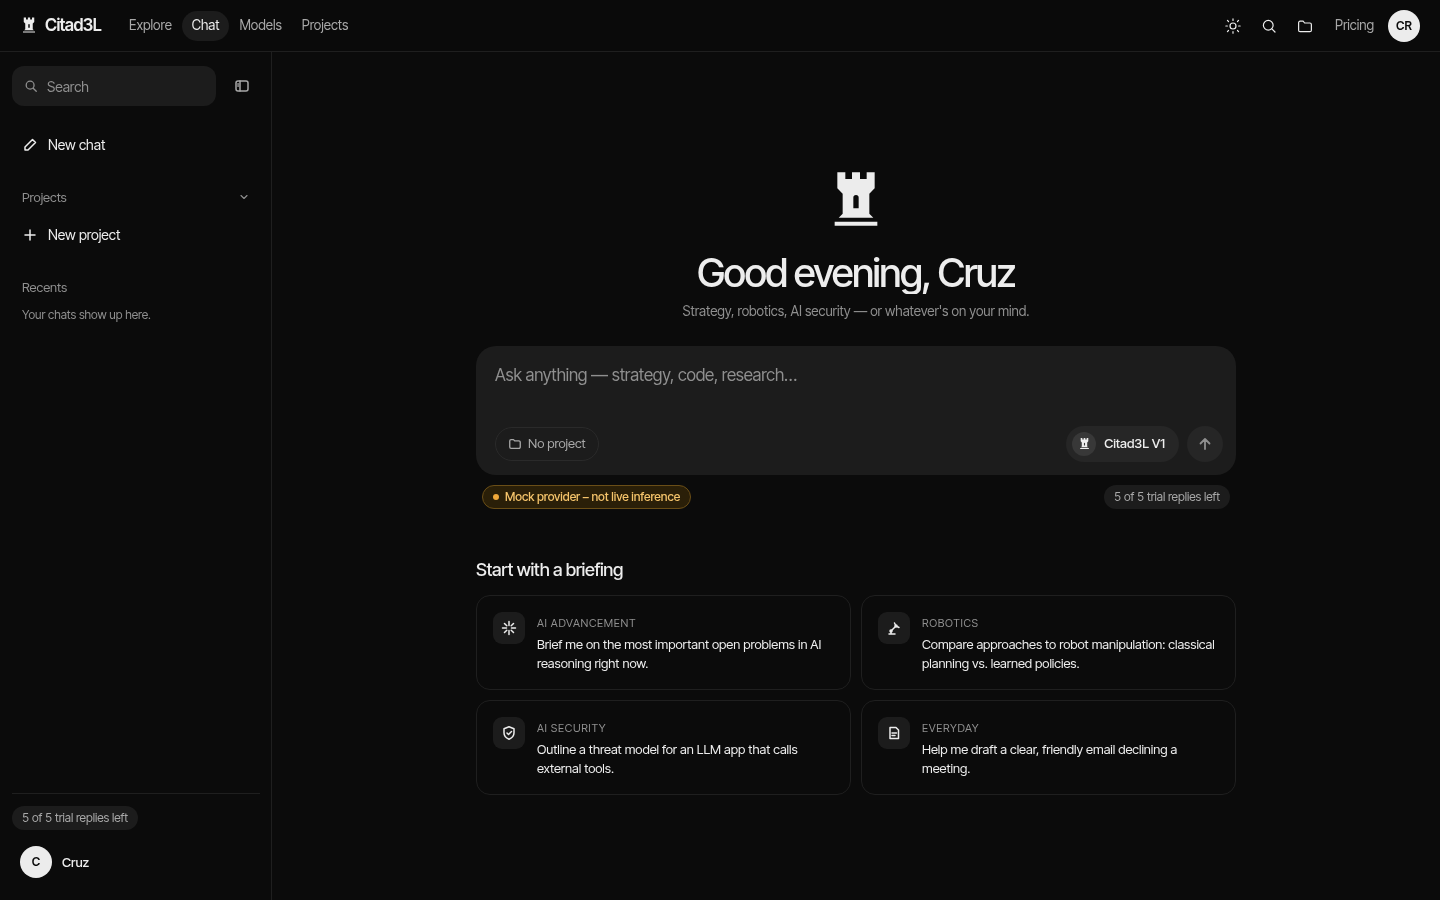 Citad3L
Explore
Chat
Models
Projects
Pricing
CR
Search
New chat
Projects
New project
Recents
Your chats show up here.
5 of 5 trial replies left
C
Cruz
Good evening, Cruz
Strategy, robotics, AI security — or whatever's on your mind.
Ask anything — strategy, code, research...
No project
Citad3L V1
Mock provider – not live inference
5 of 5 trial replies left
Start with a briefing
AI ADVANCEMENT
Brief me on the most important open problems in AI
reasoning right now.
ROBOTICS
Compare approaches to robot manipulation: classical
planning vs. learned policies.
AI SECURITY
Outline a threat model for an LLM app that calls
external tools.
EVERYDAY
Help me draft a clear, friendly email declining a
meeting.